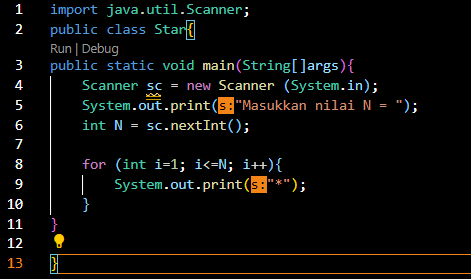 1 import java.util.Scanner;
2 public class Star{
Run | Debug
3 public static void main(String[]args){
4 Scanner sc = new Scanner (System.in);
5 System.out.print(s:"Masukkan nilai N = ");
6 int N = sc.nextInt();
7
8 for (int i=1; i<=N; i++){
9 System.out.print(s:"*");
10 }
11 }
12
13 }